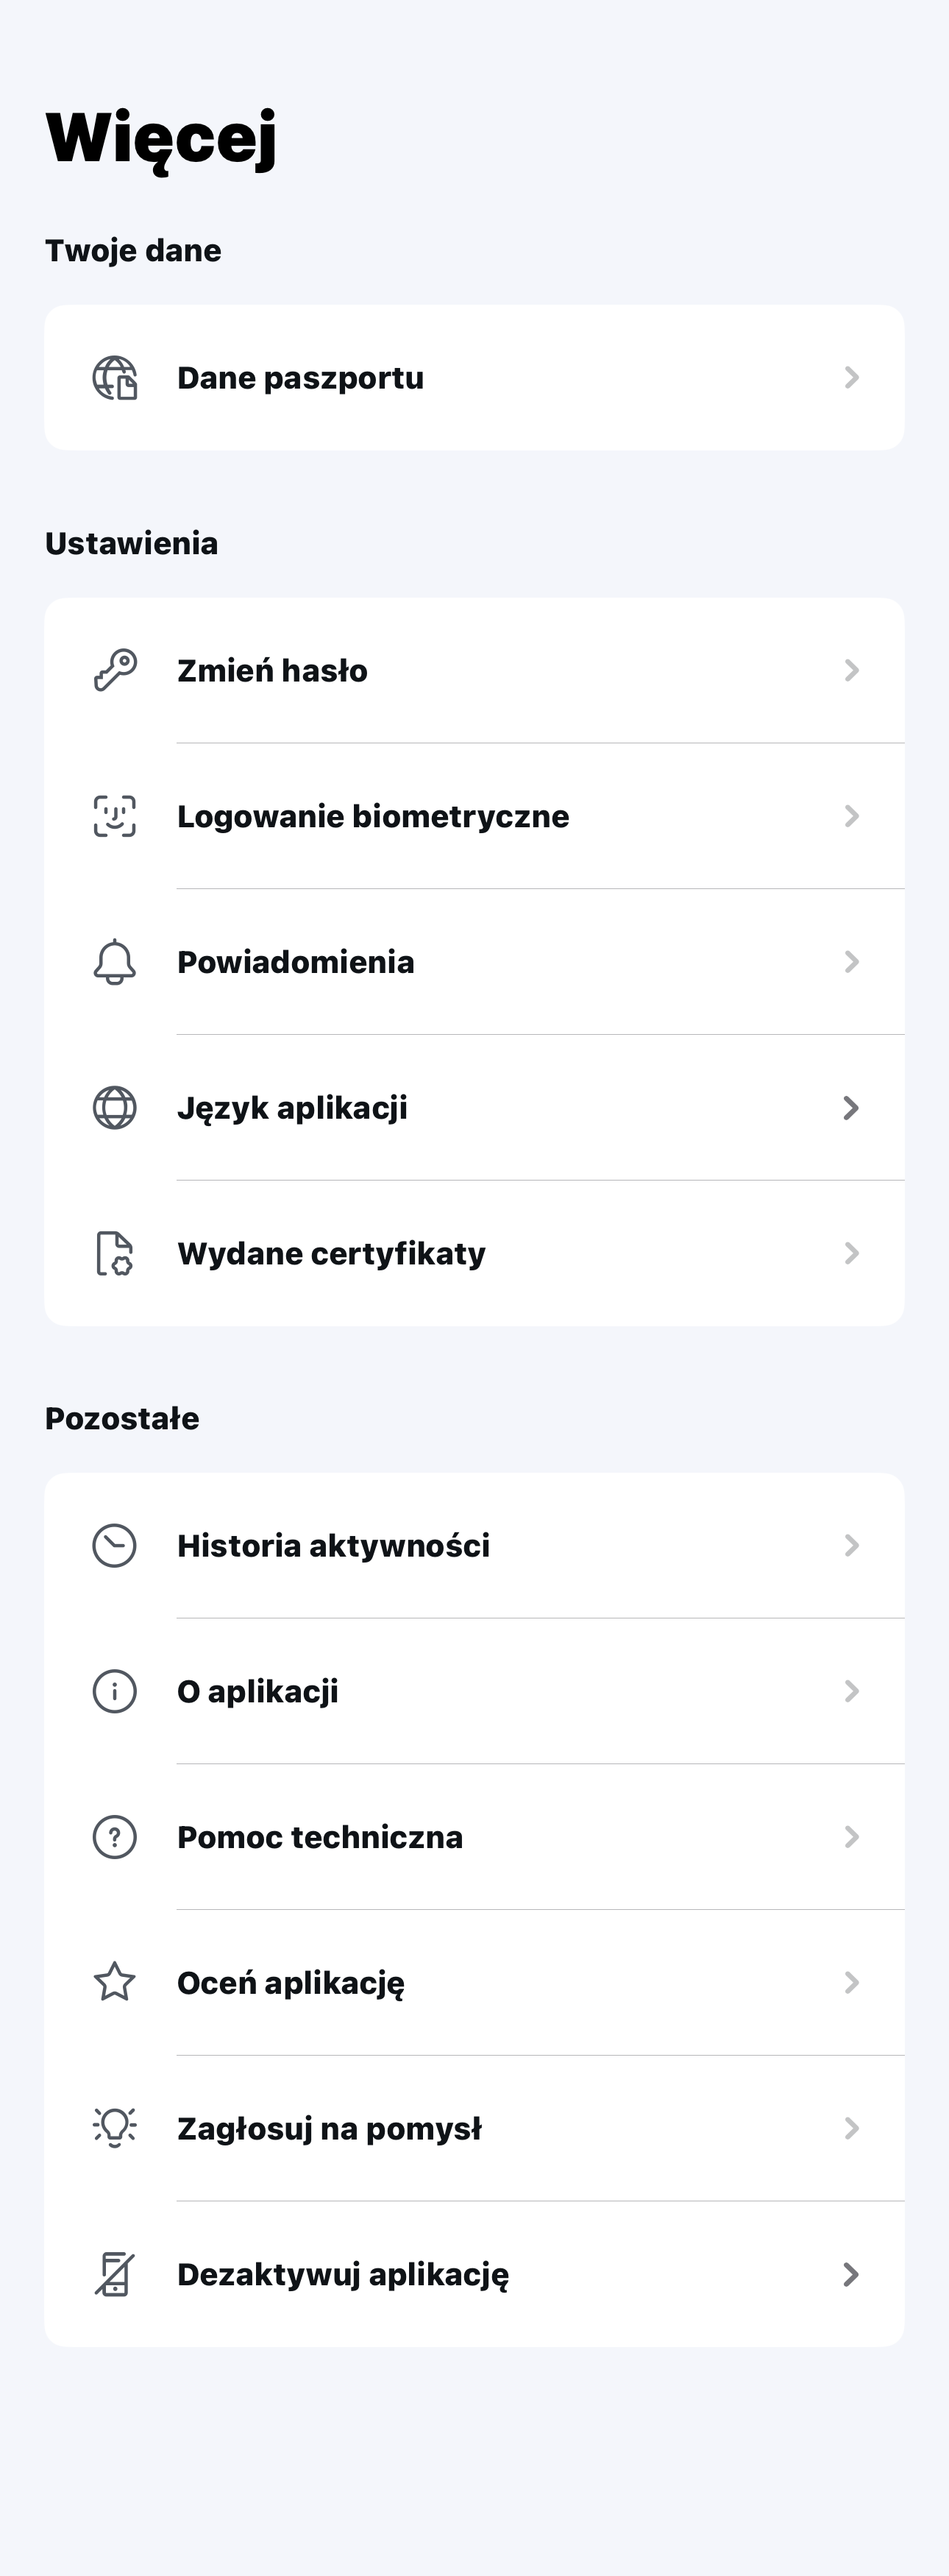 Więcej
Twoje dane
Dane paszportu
Ustawienia
Zmień hasło
Logowanie biometryczne
Powiadomienia
Język aplikacji
Wydane certyfikaty
Pozostałe
Historia aktywności
O aplikacji
Pomoc techniczna
Oceń aplikację
Zagłosuj na pomysł
Dezaktywuj aplikację